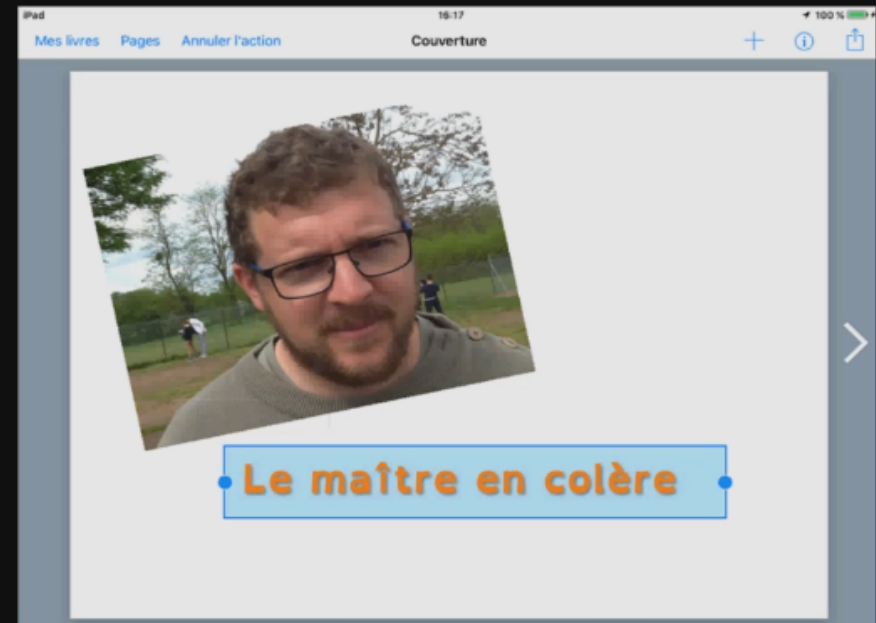 iPad
16:17
100 %
Mes livres
Pages
Annuler l'action
Couverture
Le maître en colère